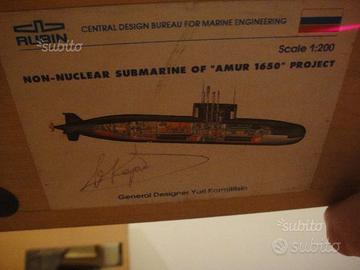 RUBIN
CENTRAL DESIGN BUREAU FOR MARINE ENGINEERING
Scale 1:200
NON-NUCLEAR SUBMARINE OF "AMUR 1650" PROJECT
General Designer Yuri Kormilitsin
subito
subito
subito
subito